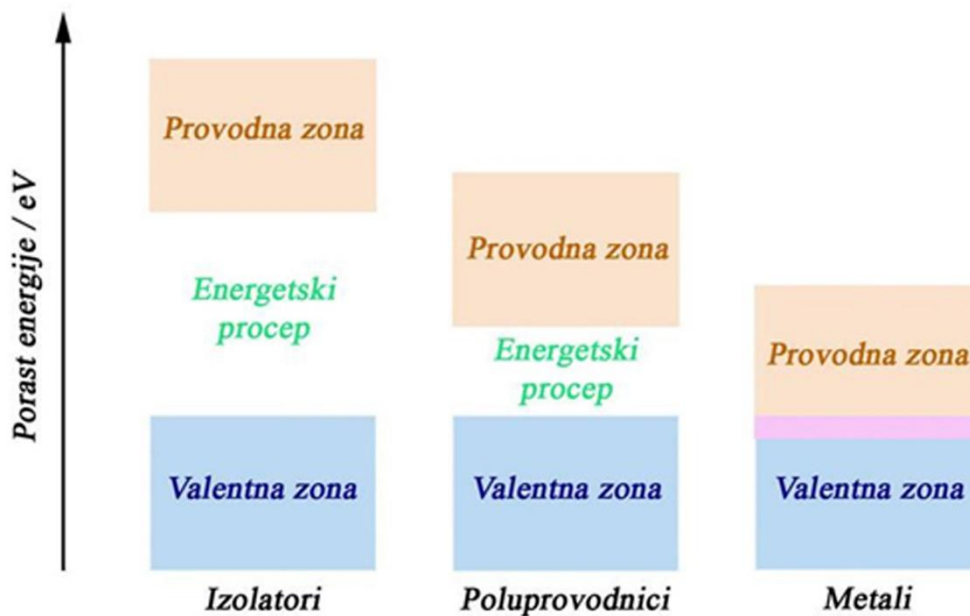 Porast energije / eV
Provodna zona
Energetski
procep
Valentna zona
Izolatori
Provodna zona
Energetski
procep
Valentna zona
Poluprovodnici
Provodna zona
Valentna zona
Metali